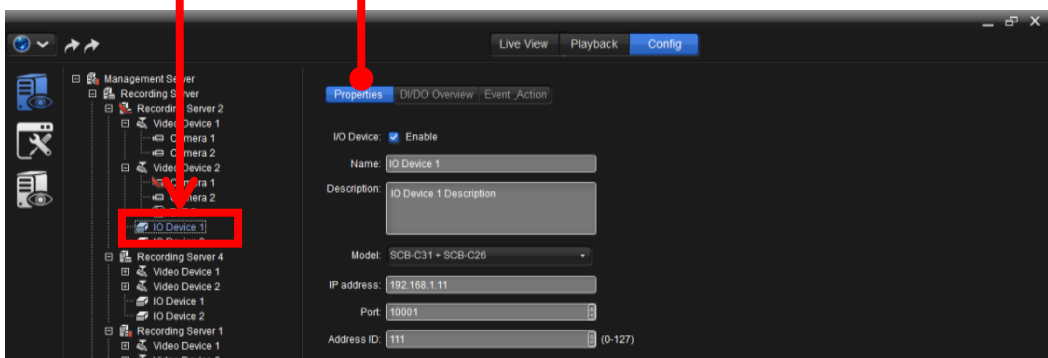 Live View Playback Config
Management Server
Recording Server
Recording Server 2
Video Device 1
Camera 1
Camera 2
Video Device 2
Camera 1
Camera 2
IO Device 1
Recording Server 4
Video Device 1
Video Device 2
IO Device 1
IO Device 2
Recording Server 1
Video Device 1
Properties DI/DO Overview Event_Action
I/O Device: Enable
Name: IO Device 1
Description: IO Device 1 Description
Model: SCB-C31 + SCB-C26
IP address: 192.168.1.11
Port: 10001
Address ID: 111 (0-127)